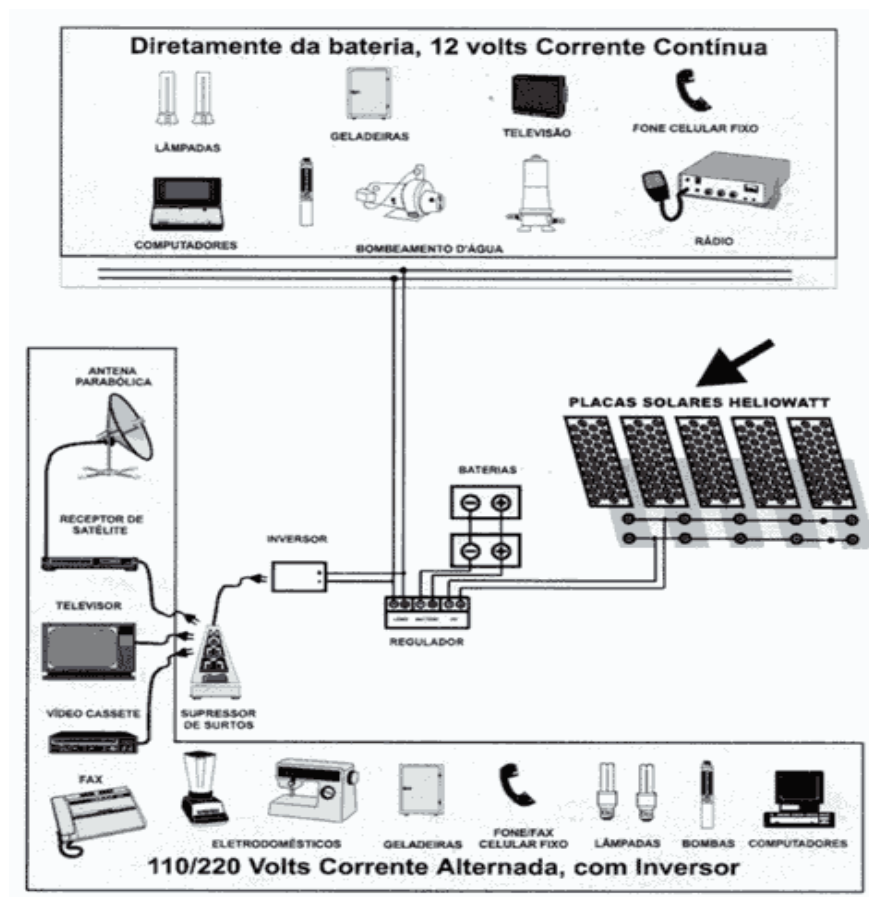 Diretamente da bateria, 12 volts Corrente Contínua
LÂMPADAS
GELADEIRAS
TELEVISÃO
FONE CELULAR FIXO
COMPUTADORES
BOMBEAMENTO D'ÁGUA
RÁDIO
ANTENA
PARABÓLICA
PLACAS SOLARES HELIOWATT
BATERIAS
RECEPTOR DE
SATÉLITE
INVERSOR
TELEVISOR
REGULADOR
VÍDEO CASSETE
SUPRESSOR
DE SURTOS
FAX
ELETRODOMÉSTICOS
GELADEIRAS
FONE/FAX
CELULAR FIXO
LÂMPADAS
BOMBAS
COMPUTADORES
110/220 Volts Corrente Alternada, com Inversor